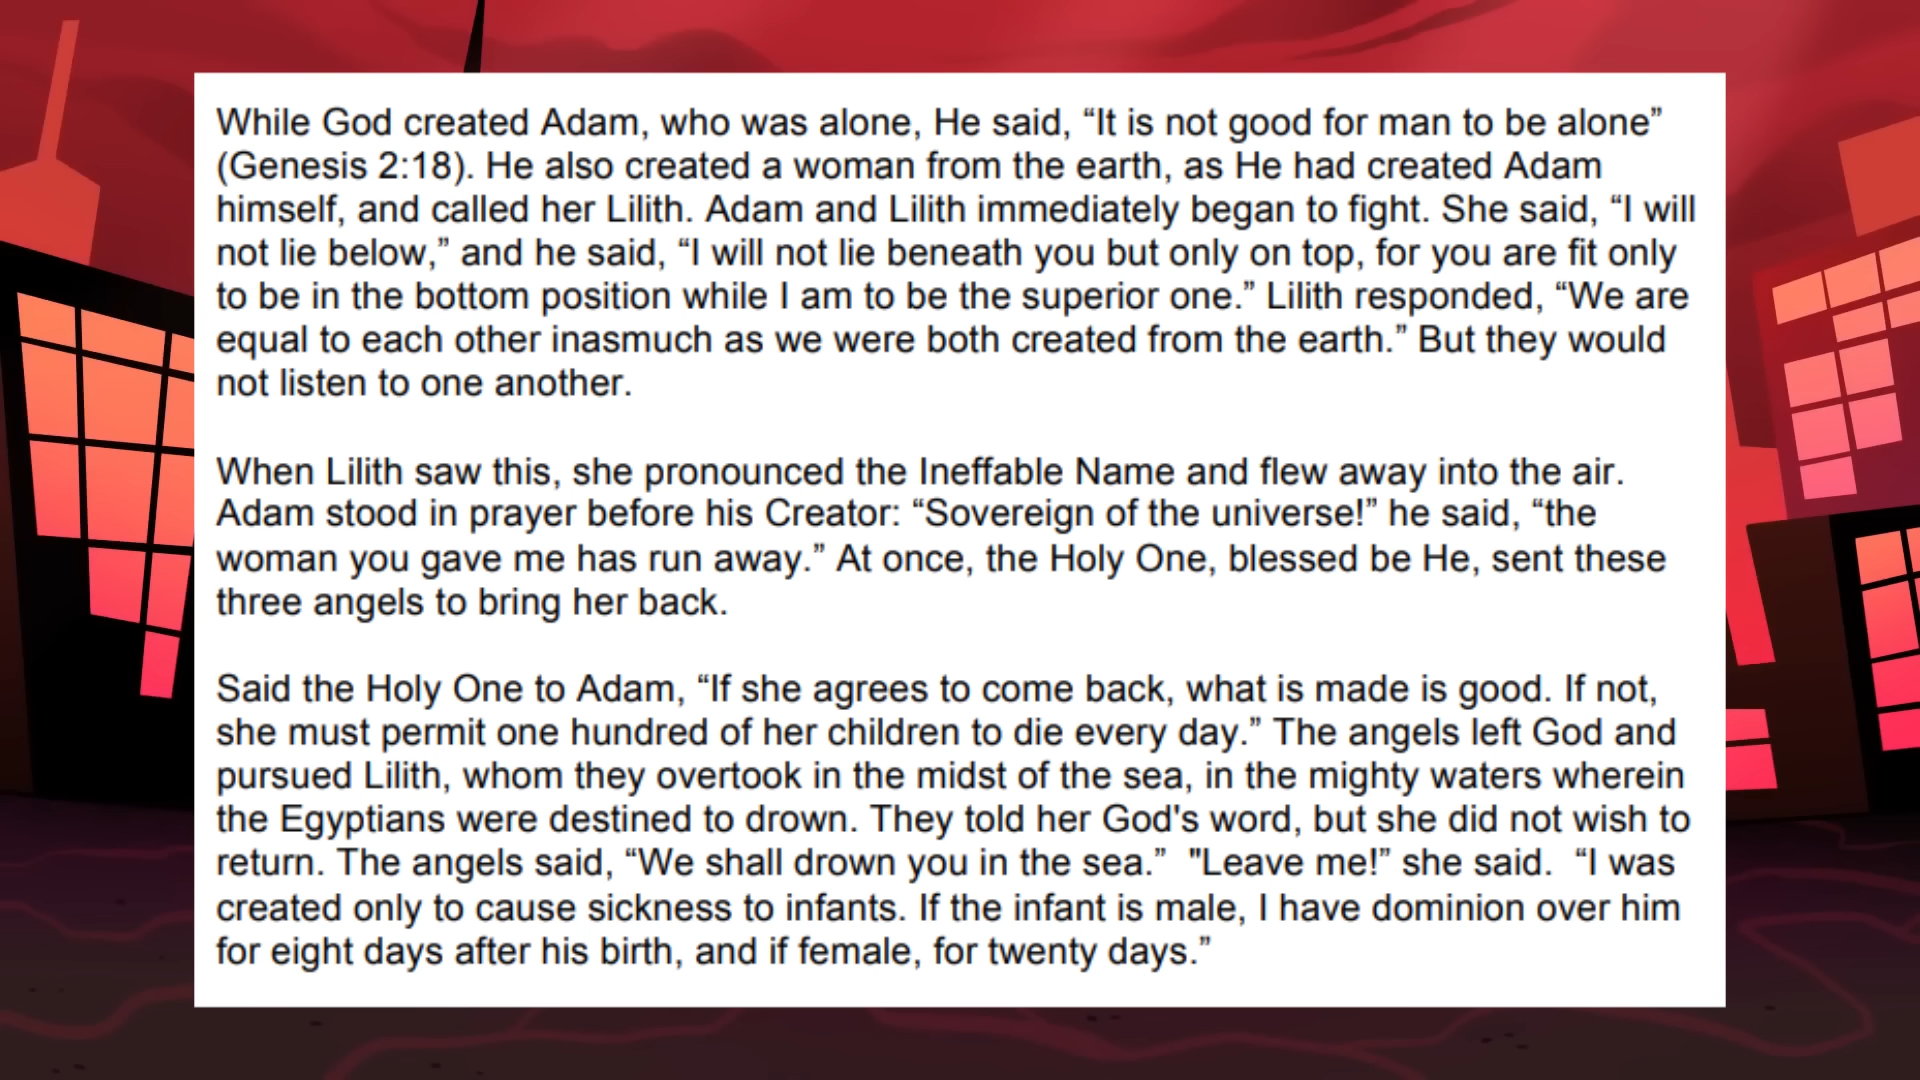 While God created Adam, who was alone, He said, “It is not good for man to be alone”
(Genesis 2:18). He also created a woman from the earth, as He had created Adam
himself, and called her Lilith. Adam and Lilith immediately began to fight. She said, “I will
not lie below,” and he said, “I will not lie beneath you but only on top, for you are fit only
to be in the bottom position while I am to be the superior one.” Lilith responded, “We are
equal to each other inasmuch as we were both created from the earth.” But they would
not listen to one another.
When Lilith saw this, she pronounced the Ineffable Name and flew away into the air.
Adam stood in prayer before his Creator: “Sovereign of the universe!” he said, “the
woman you gave me has run away.” At once, the Holy One, blessed be He, sent these
three angels to bring her back.
Said the Holy One to Adam, “If she agrees to come back, what is made is good. If not,
she must permit one hundred of her children to die every day.” The angels left God and
pursued Lilith, whom they overtook in the midst of the sea, in the mighty waters wherein
the Egyptians were destined to drown. They told her God's word, but she did not wish to
return. The angels said, “We shall drown you in the sea.”  "Leave me!” she said.  “I was
created only to cause sickness to infants. If the infant is male, I have dominion over him
for eight days after his birth, and if female, for twenty days.”